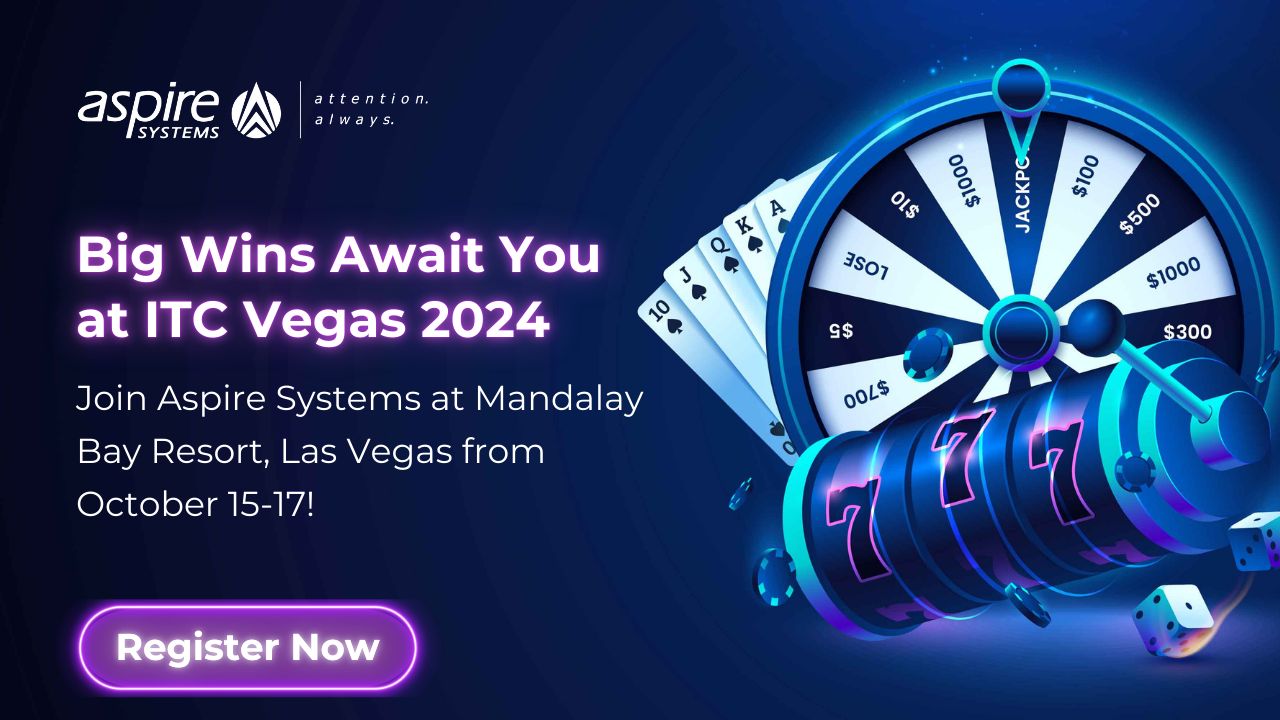 aspire
SYSTEMS
attention.
always.
Big Wins Await You
at ITC Vegas 2024
Join Aspire Systems at Mandalay
Bay Resort, Las Vegas from
October 15-17!
Register Now
10
J
Q
K
A
LOSE
$10
$1000
$100
$500
$1000
$300
$5
$700
7
7
7